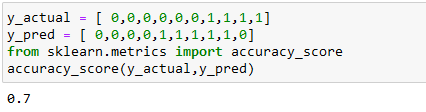 y_actual = [ 0,0,0,0,0,0,1,1,1,1]
y_pred = [ 0,0,0,0,1,1,1,1,1,0]
from sklearn.metrics import accuracy_score
accuracy_score(y_actual,y_pred)
0.7